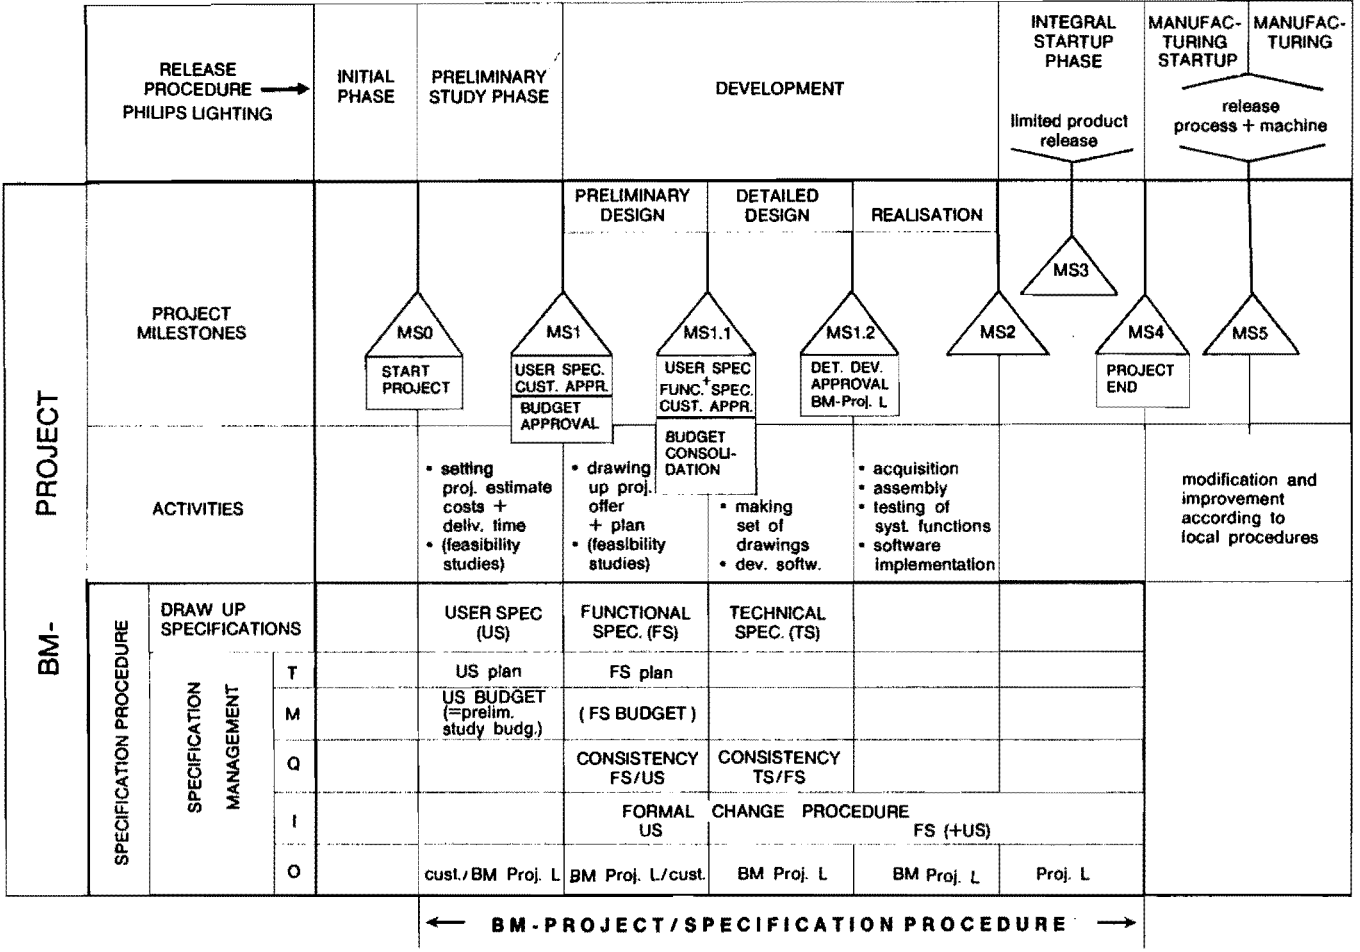 RELEASE
PROCEDURE
PHILIPS LIGHTING
INITIAL
PHASE
PRELIMINARY
STUDY PHASE
DEVELOPMENT
INTEGRAL
STARTUP
PHASE
limited product
release
MANUFAC-
TURING
STARTUP
MANUFAC-
TURING
release
process + machine
BM- PROJECT
PRELIMINARY
DESIGN
DETAILED
DESIGN
REALISATION
PROJECT
MILESTONES
MS0
START
PROJECT
MS1
USER SPEC.
CUST. APPR.
BUDGET
APPROVAL
MS1.1
USER SPEC
+
FUNC. SPEC.
CUST. APPR.
BUDGET
CONSOLI-
DATION
MS1.2
DET. DEV.
APPROVAL
BM-Proj. L
MS2
MS3
MS4
PROJECT
END
MS5
ACTIVITIES
• setting
proj. estimate
costs +
deliv. time
• (feasibility
studies)
• drawing
up proj.
offer
+ plan
• (feasibility
studies)
• making
set of
drawings
• dev. softw.
• acquisition
• assembly
• testing of
syst. functions
• software
implementation
modification and
improvement
according to
local procedures
SPECIFICATION PROCEDURE
DRAW UP
SPECIFICATIONS
USER SPEC
(US)
FUNCTIONAL
SPEC. (FS)
TECHNICAL
SPEC. (TS)
SPECIFICATION
MANAGEMENT
T
US plan
FS plan
M
US BUDGET
(=prelim.
study budg.)
( FS BUDGET )
Q
CONSISTENCY
FS/US
CONSISTENCY
TS/FS
I
FORMAL CHANGE PROCEDURE
US
FS (+US)
O
cust./BM Proj. L
BM Proj. L/cust.
BM Proj. L
BM Proj. L
Proj. L
BM-PROJECT/SPECIFICATION PROCEDURE